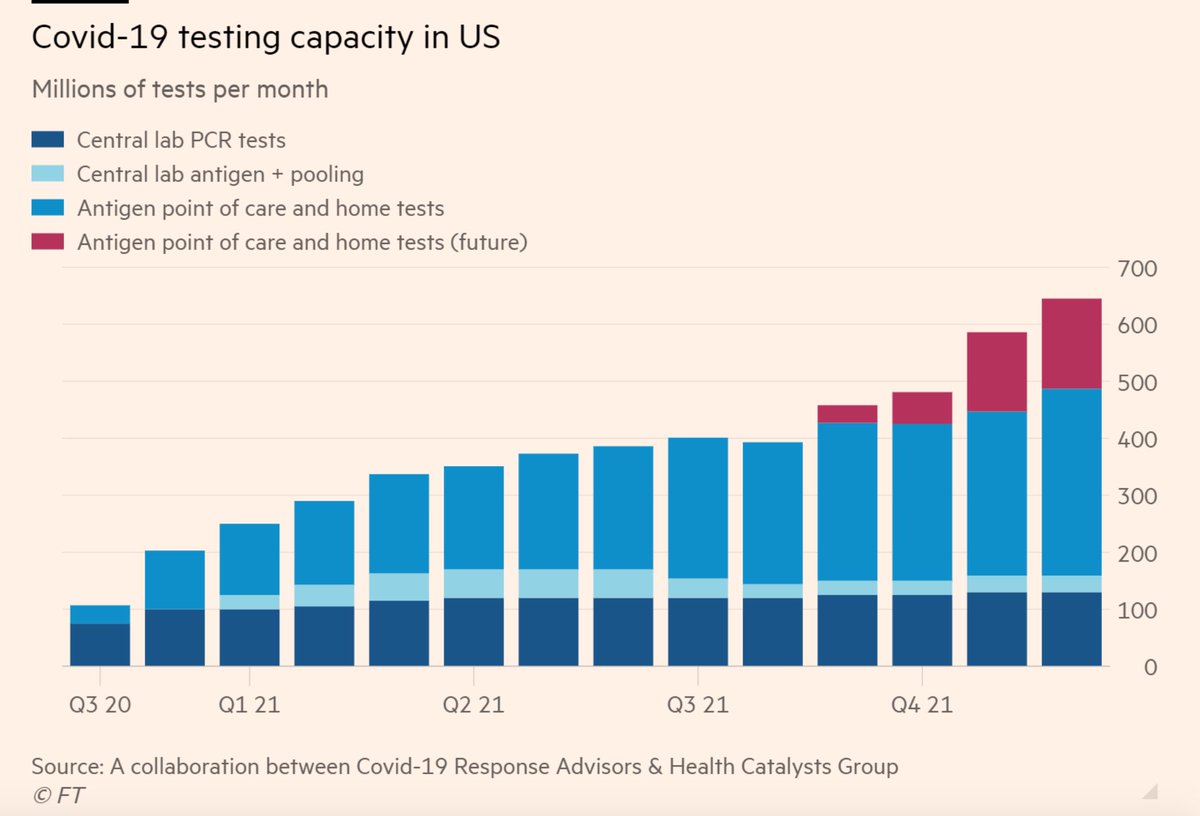 Covid-19 testing capacity in US
Millions of tests per month
Central lab PCR tests
Central lab antigen + pooling
Antigen point of care and home tests
Antigen point of care and home tests (future)
700
600
500
400
300
200
100
0
Q3 20 Q1 21 Q2 21 Q3 21 Q4 21
Source: A collaboration between Covid-19 Response Advisors & Health Catalysts Group
© FT